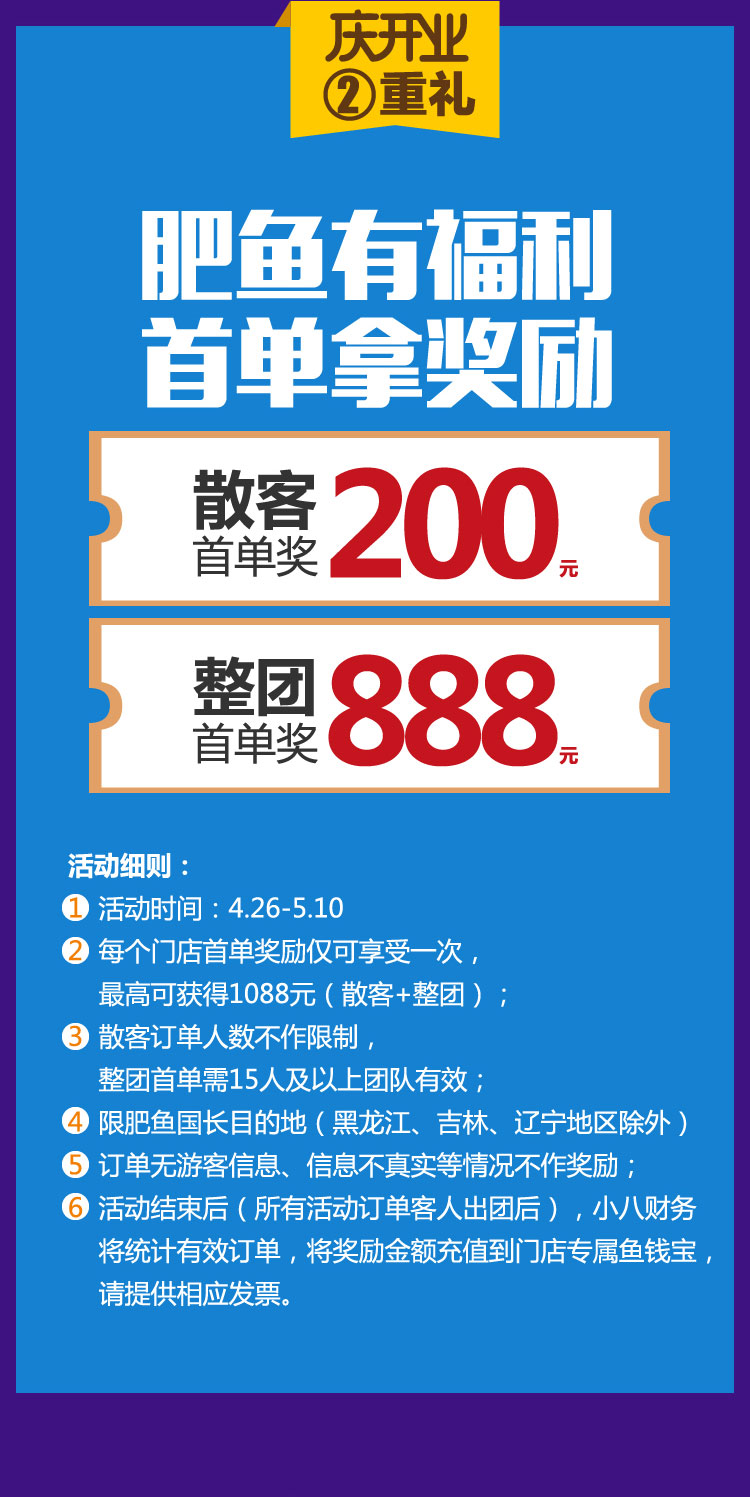 庆开业
②重礼
肥鱼有福利
首单拿奖励
散客
首单奖
200元
整团
首单奖
888元
活动细则：
① 活动时间：4.26-5.10
② 每个门店首单奖励仅可享受一次，
最高可获得1088元（散客+整团）；
③ 散客订单人数不作限制，
整团首单需15人及以上团队有效；
④ 限肥鱼国长目的地（黑龙江、吉林、辽宁地区除外）
⑤ 订单无游客信息、信息不真实等情况不作奖励；
⑥ 活动结束后（所有活动订单客人出团后），小八财务
将统计有效订单，将奖励金额充值到门店专属鱼钱宝，
请提供相应发票。